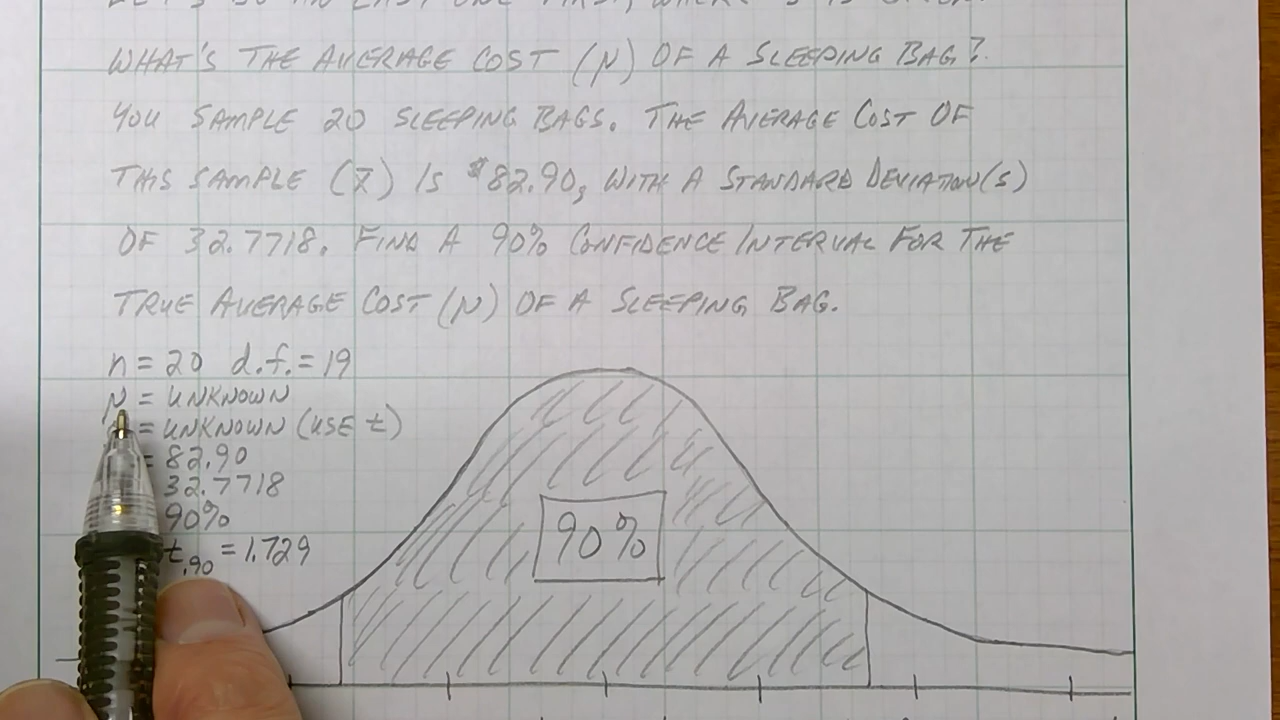 WHAT'S THE AVERAGE COST (μ) OF A SLEEPING BAG?
YOU SAMPLE 20 SLEEPING BAGS. THE AVERAGE COST OF
THIS SAMPLE (x̄) IS $82.90, WITH A STANDARD DEVIATION (s)
OF 32.7718. FIND A 90% CONFIDENCE INTERVAL FOR THE
TRUE AVERAGE COST (μ) OF A SLEEPING BAG.
n = 20 d.f. = 19
μ = UNKNOWN
= UNKNOWN (USE t)
= 82.90
32.7718
90%
t.90 = 1.729
90%